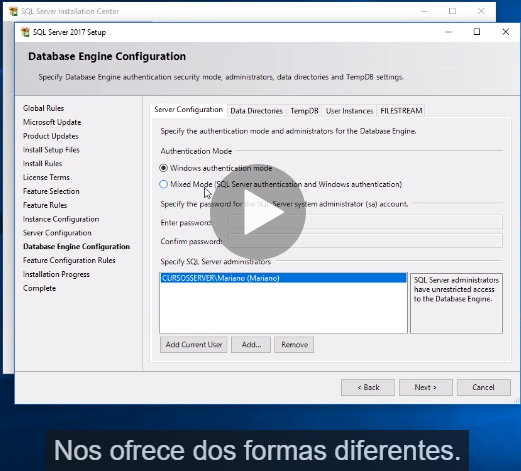 SQL Server Installation Center
SQL Server 2017 Setup
Database Engine Configuration
Specify Database Engine authentication security mode, administrators, data directories and TempDB settings.
Global Rules
Microsoft Update
Product Updates
Install Setup Files
Install Rules
License Terms
Feature Selection
Feature Rules
Instance Configuration
Server Configuration
Database Engine Configuration
Feature Configuration Rules
Installation Progress
Complete
Server Configuration Data Directories TempDB User Instances FILESTREAM
Specify the authentication mode and administrators for the Database Engine.
Authentication Mode
Windows authentication mode
Mixed Mode (SQL Server authentication and Windows authentication)
Specify the password for the SQL Server system administrator (sa) account.
Enter password:
Confirm password:
Specify SQL Server administrators
CURSOSSERVER\Mariano (Mariano)
SQL Server administrators
have unrestricted access
to the Database Engine.
Add Current User Add... Remove
< Back Next > Cancel
Nos ofrece dos formas diferentes.